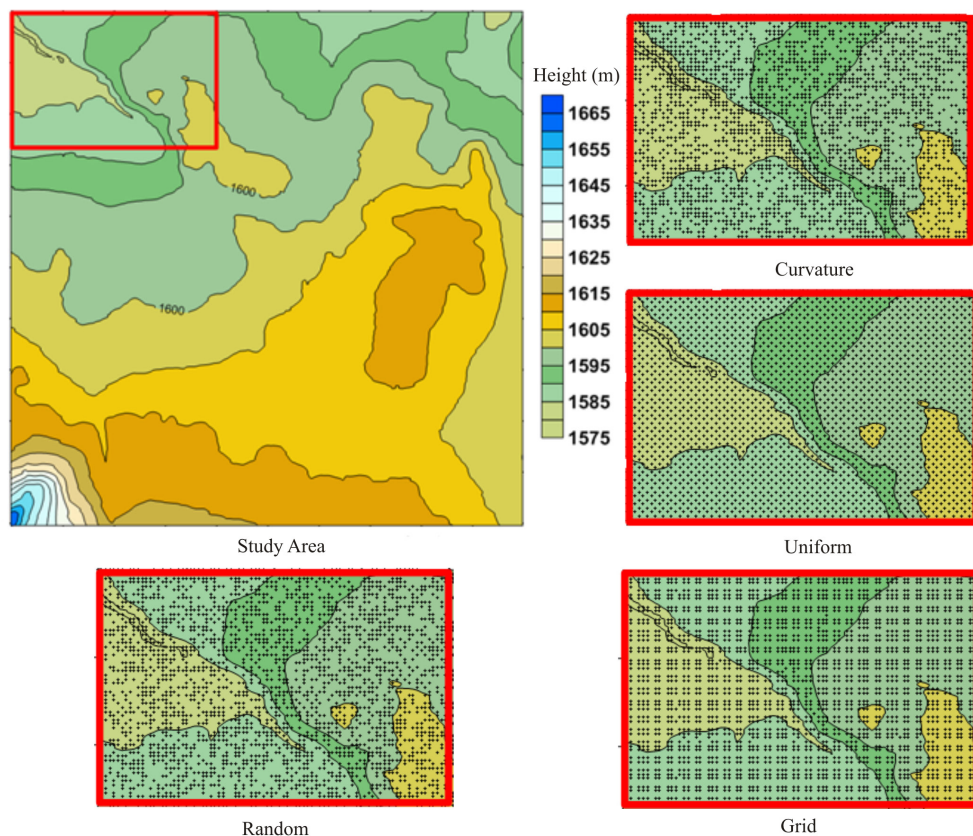 Height (m)
1665
1655
1645
1635
1625
1615
1605
1595
1585
1575
1600
1600
Study Area
Curvature
Uniform
Random
Grid